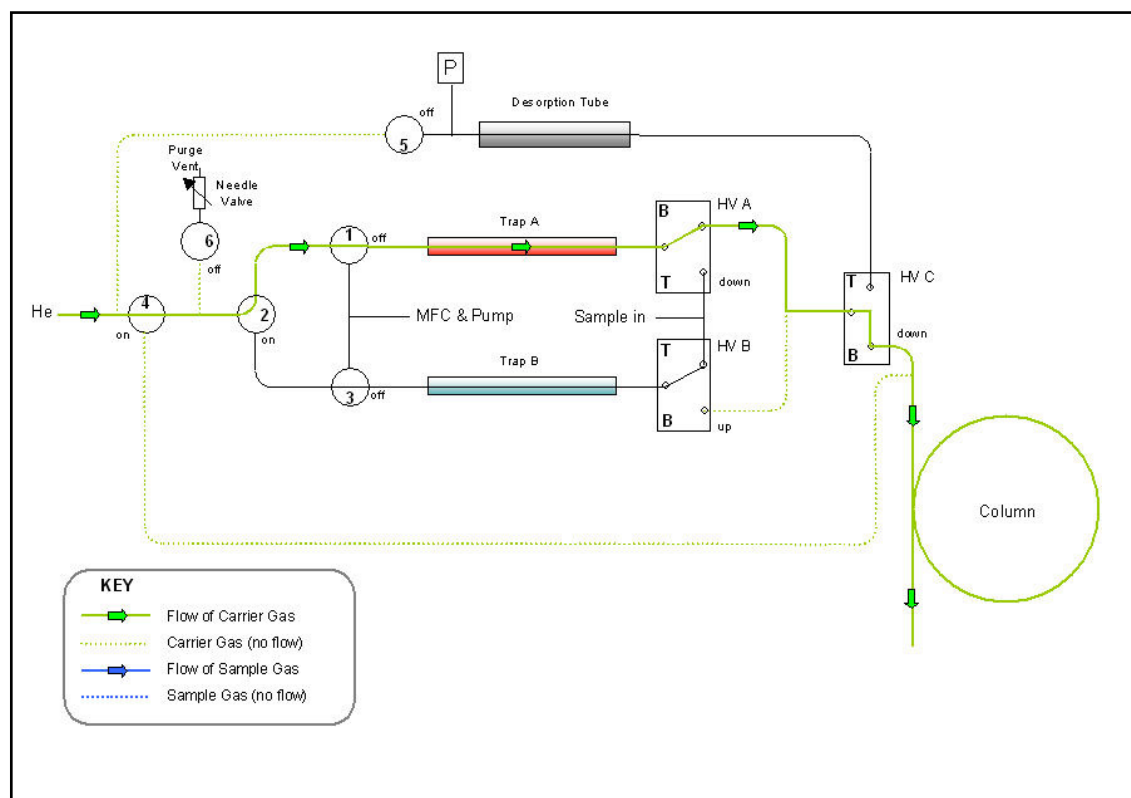 P
off
Desorption Tube
5
Purge
Vent
Needle
Valve
6
off
1
off
Trap A
B
T
HV A
down
T
B
HV C
down
He
4
on
2
on
MFC & Pump
Sample in
3
off
Trap B
T
B
HV B
up
Column
KEY
Flow of Carrier Gas
Carrier Gas (no flow)
Flow of Sample Gas
Sample Gas (no flow)